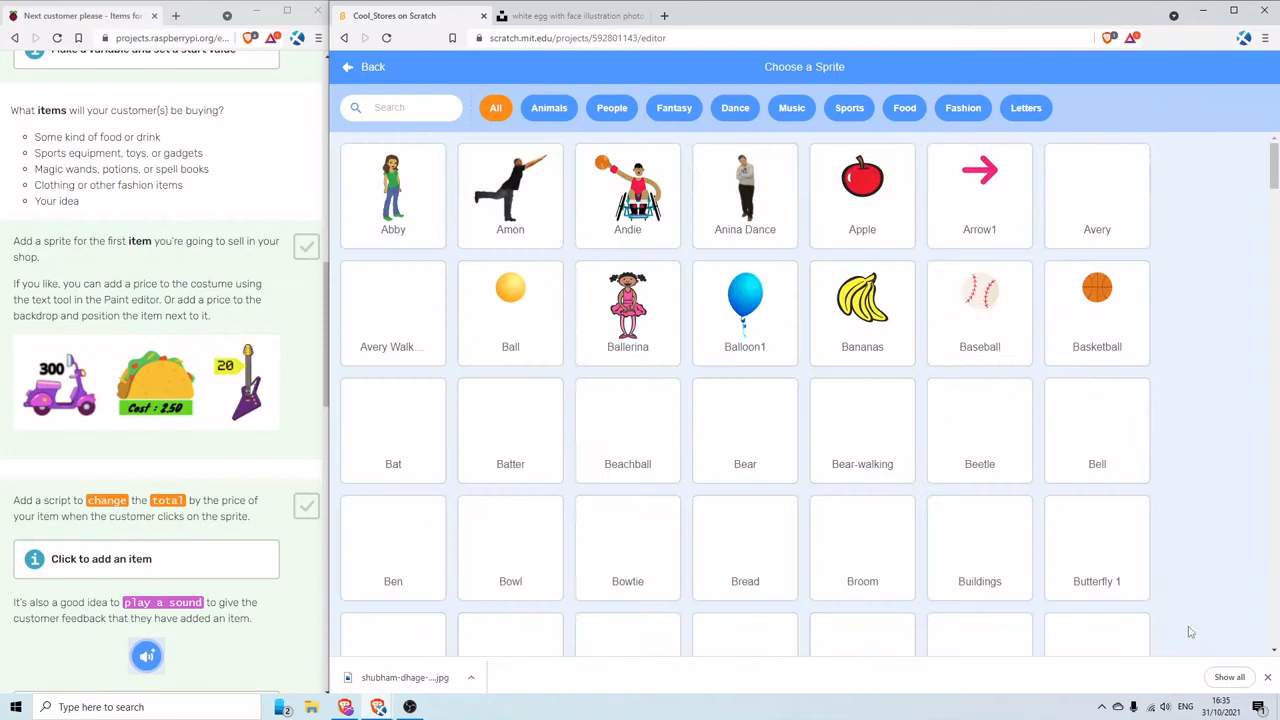 Next customer please - Items for
Cool_Stores on Scratch
white egg with face illustration photo
projects.raspberrypi.org/e...
scratch.mit.edu/projects/592801143/editor
Make a variable and set a start value
Back
Choose a Sprite
What items will your customer(s) be buying?
Some kind of food or drink
Sports equipment, toys, or gadgets
Magic wands, potions, or spell books
Clothing or other fashion items
Your idea
Search
All
Animals
People
Fantasy
Dance
Music
Sports
Food
Fashion
Letters
Add a sprite for the first item you're going to sell in your
shop.
If you like, you can add a price to the costume using
the text tool in the Paint editor. Or add a price to the
backdrop and position the item next to it.
300
20
Cost : 2.50
Add a script to change the total by the price of
your item when the customer clicks on the sprite.
Click to add an item
It's also a good idea to play a sound to give the
customer feedback that they have added an item.
Abby
Amon
Andie
Anina Dance
Apple
Arrow1
Avery
Avery Walk...
Ball
Ballerina
Balloon1
Bananas
Baseball
Basketball
Bat
Batter
Beachball
Bear
Bear-walking
Beetle
Bell
Ben
Bowl
Bowtie
Bread
Broom
Buildings
Butterfly 1
shubham-dhage-....jpg
Show all
Type here to search
2
ENG
16:35
31/10/2021
1